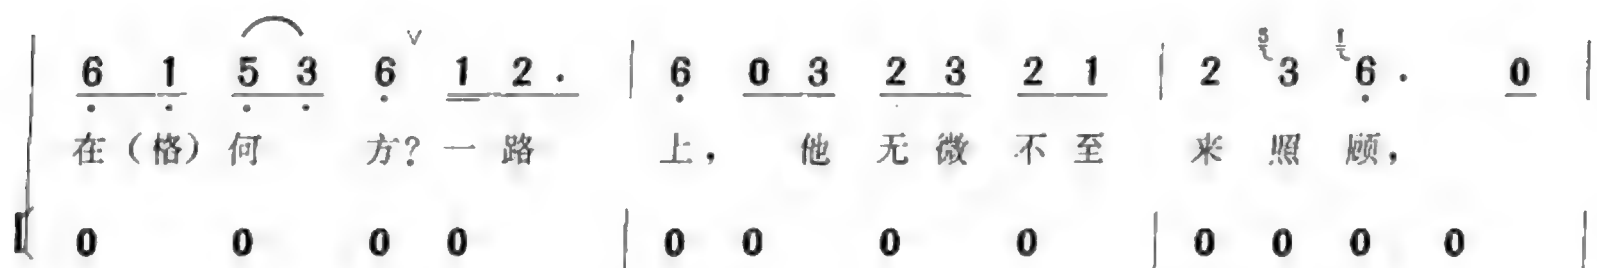 6 1 5 3 6 ∨ 1 2 · | 6 0 3 2 3 2 1 | 2 3 6 · 0 |
在（格）何 方？一 路 上， 他 无 微 不 至 来 照 顾，
0 0 0 0 | 0 0 0 0 | 0 0 0 0 |